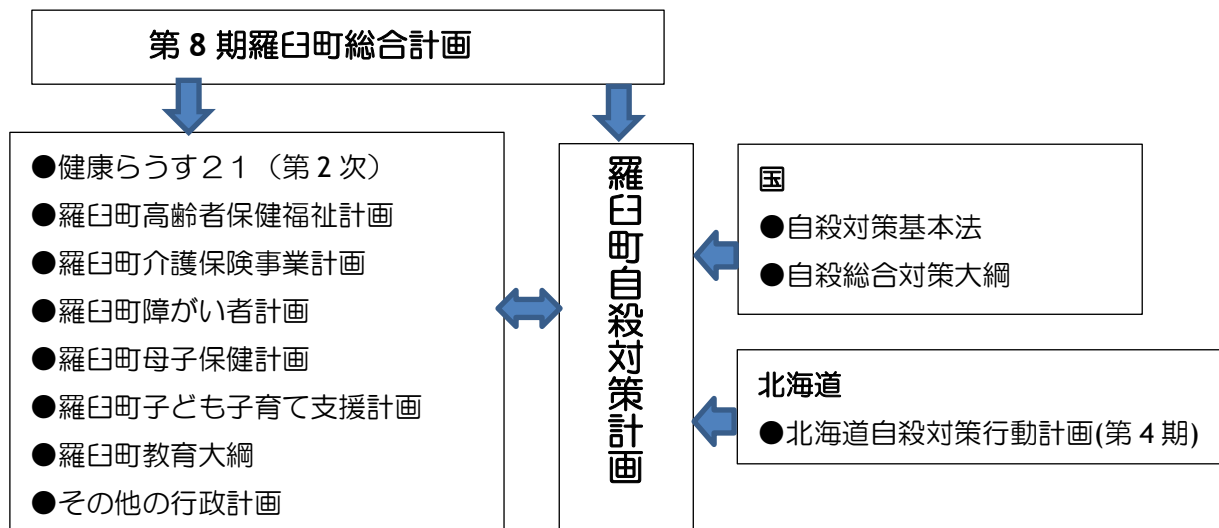 第8期羅臼町総合計画
●健康らうす21（第2次）
●羅臼町高齢者保健福祉計画
●羅臼町介護保険事業計画
●羅臼町障がい者計画
●羅臼町母子保健計画
●羅臼町子ども子育て支援計画
●羅臼町教育大綱
●その他の行政計画
羅臼町自殺対策計画
国
●自殺対策基本法
●自殺総合対策大綱
北海道
●北海道自殺対策行動計画(第4期)